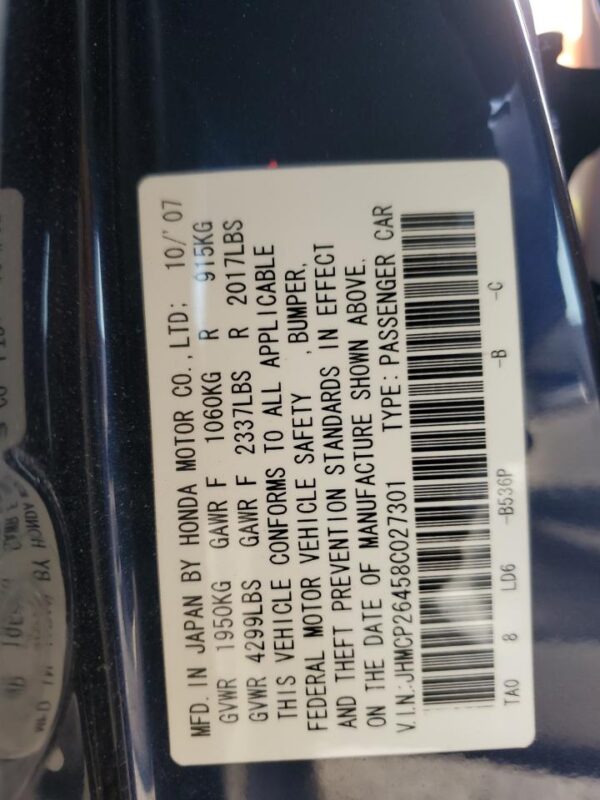 MFD. IN JAPAN BY HONDA MOTOR CO., LTD; 10/'07
GVWR 1950KG GAWR F 1060KG R 915KG
GVWR 4299LBS GAWR F 2337LBS R 2017LBS
THIS VEHICLE CONFORMS TO ALL APPLICABLE
FEDERAL MOTOR VEHICLE SAFETY ,BUMPER,
AND THEFT PREVENTION STANDARDS IN EFFECT
ON THE DATE OF MANUFACTURE SHOWN ABOVE.
V.I.N.:JHMCP26458C027301 TYPE:PASSENGER CAR
TA0 8 LD6 -B536P -B -C